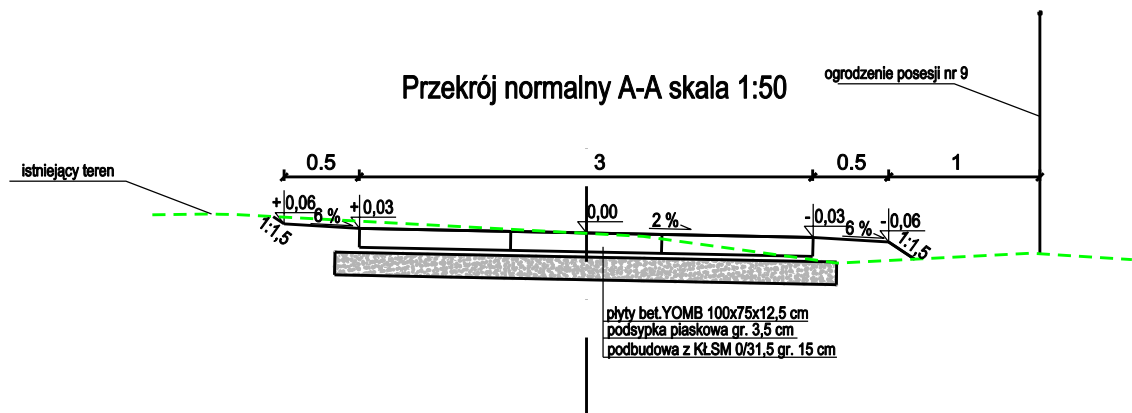 Przekrój normalny A-A skala 1:50
ogrodzenie posesji nr 9
istniejący teren
0.5 3 0.5 1
+0,06 6 % +0,03 0,00 2 % -0,03 6 % -0,06
1:1,5 1:1,5
płyty bet.YOMB 100x75x12,5 cm
podsypka piaskowa gr. 3,5 cm
podbudowa z KŁSM 0/31,5 gr. 15 cm